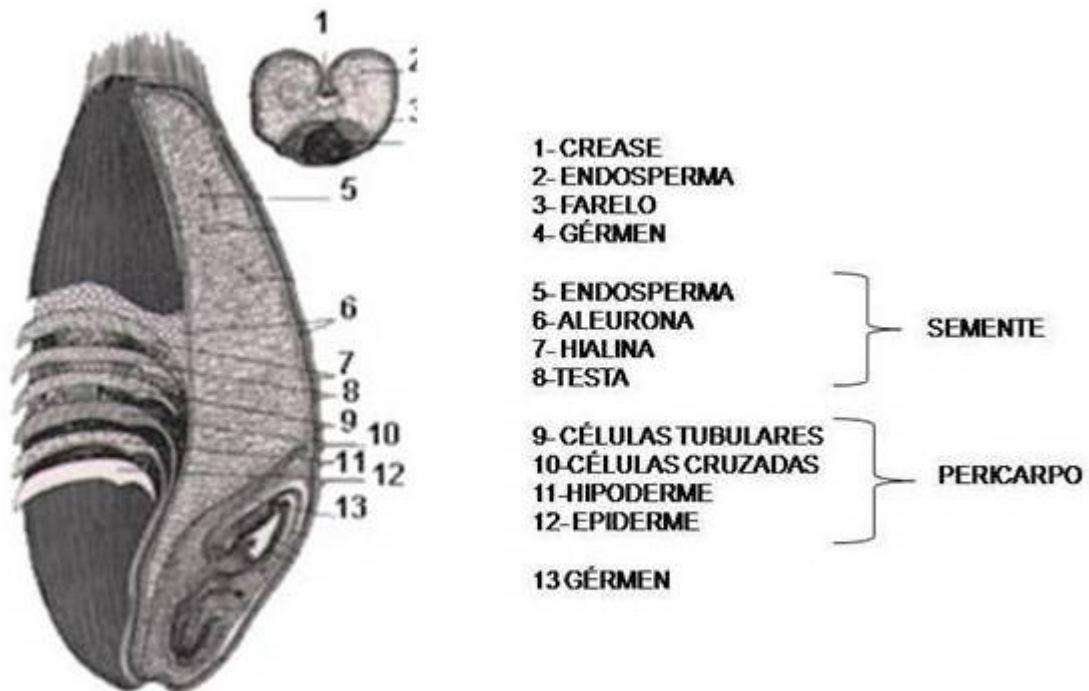 1
2
3
5
6
7
8
9
10
11
12
13
1- CREASE
2- ENDOSPERMA
3- FARELO
4- GÉRMEN
5- ENDOSPERMA
6- ALEURONA
7- HIALINA
8-TESTA
SEMENTE
9- CÉLULAS TUBULARES
10-CÉLULAS CRUZADAS
11- HIPODERME
12- EPIDERME
PERICARPO
13 GÉRMEN